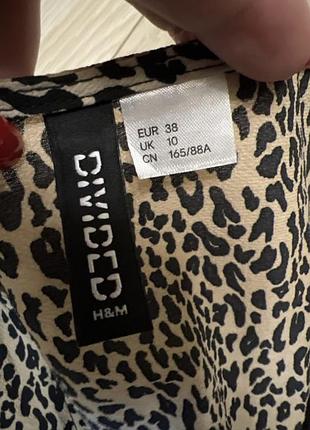 DIVIDED
H&M
EUR 38
UK 10
CN 165/88A